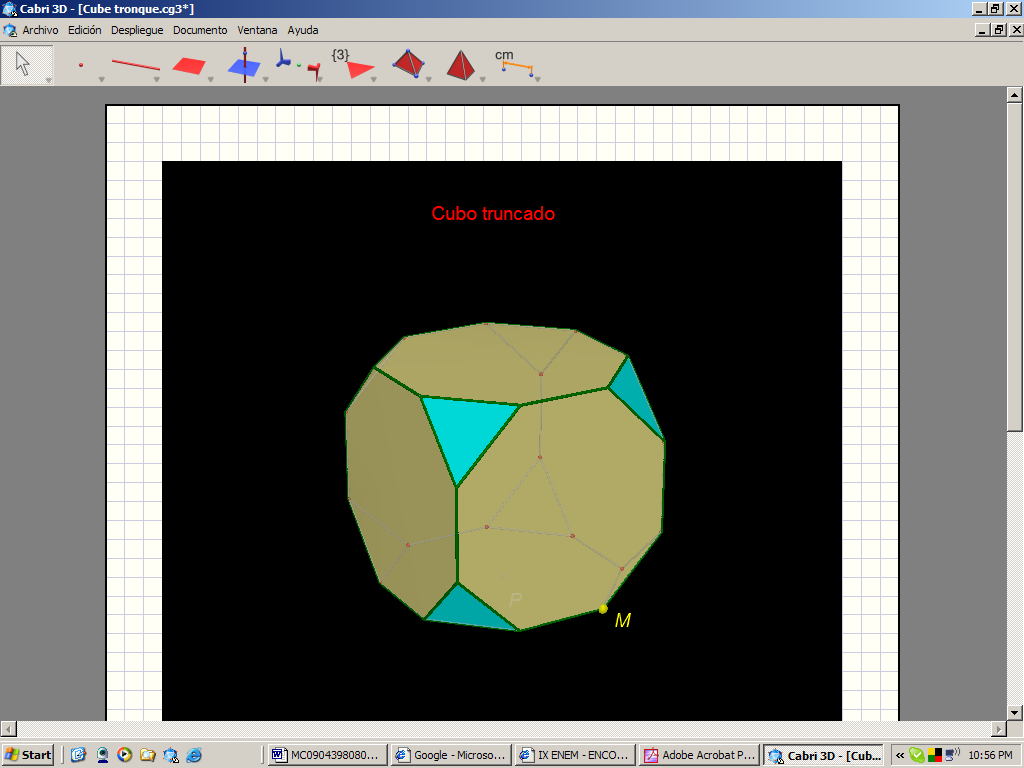 Cabri 3D - [Cube tronque.cg3*]
Archivo Edición Despliegue Documento Ventana Ayuda
{3} cm
Cubo truncado
P
M
Start MC0904398080... Google - Microso... IX ENEM - ENCO... Adobe Acrobat P... Cabri 3D - [Cub... « 10:56 PM